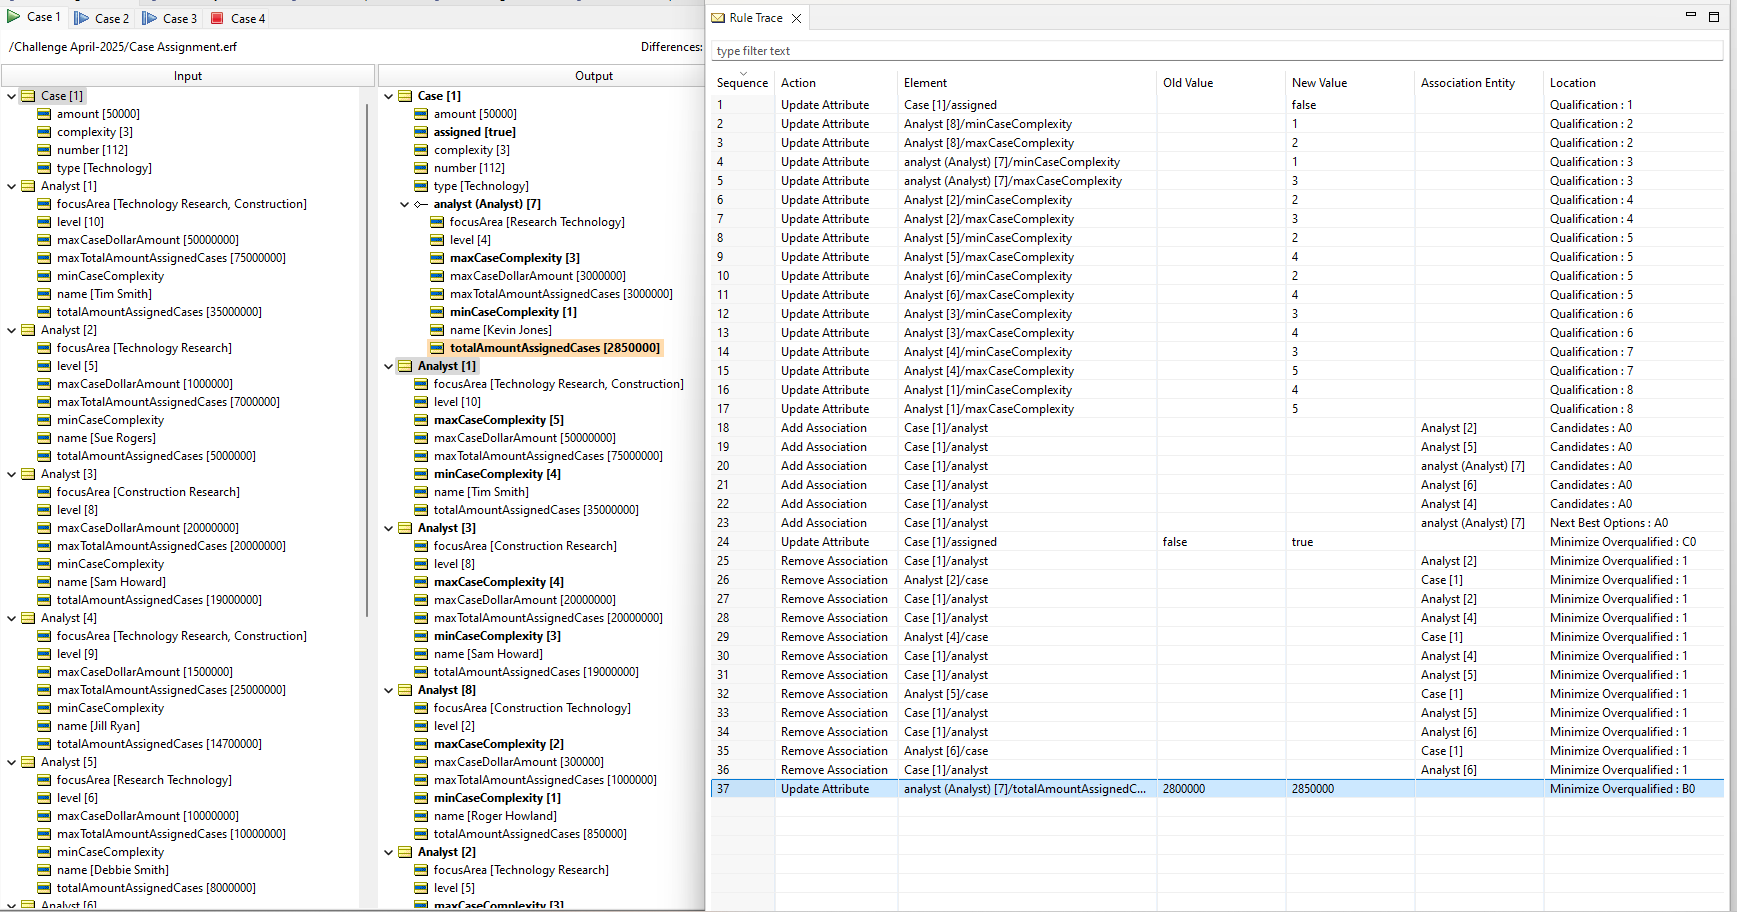 Case 1 Case 2 Case 3 Case 4
/Challenge April-2025/Case Assignment.erf Differences:
Input
Case [1]
amount [50000]
complexity [3]
number [112]
type [Technology]
Analyst [1]
focusArea [Technology Research, Construction]
level [10]
maxCaseDollarAmount [50000000]
maxTotalAmountAssignedCases [75000000]
minCaseComplexity
name [Tim Smith]
totalAmountAssignedCases [35000000]
Analyst [2]
focusArea [Technology Research]
level [5]
maxCaseDollarAmount [1000000]
maxTotalAmountAssignedCases [7000000]
minCaseComplexity
name [Sue Rogers]
totalAmountAssignedCases [5000000]
Analyst [3]
focusArea [Construction Research]
level [8]
maxCaseDollarAmount [20000000]
maxTotalAmountAssignedCases [20000000]
minCaseComplexity
name [Sam Howard]
totalAmountAssignedCases [19000000]
Analyst [4]
focusArea [Technology Research, Construction]
level [9]
maxCaseDollarAmount [1500000]
maxTotalAmountAssignedCases [25000000]
minCaseComplexity
name [Jill Ryan]
totalAmountAssignedCases [14700000]
Analyst [5]
focusArea [Research Technology]
level [6]
maxCaseDollarAmount [10000000]
maxTotalAmountAssignedCases [10000000]
minCaseComplexity
name [Debbie Smith]
totalAmountAssignedCases [8000000]
Analyst [6]
Output
Case [1]
amount [50000]
assigned [true]
complexity [3]
number [112]
type [Technology]
analyst (Analyst) [7]
focusArea [Research Technology]
level [4]
maxCaseComplexity [3]
maxCaseDollarAmount [3000000]
maxTotalAmountAssignedCases [3000000]
minCaseComplexity [1]
name [Kevin Jones]
totalAmountAssignedCases [2850000]
Analyst [1]
focusArea [Technology Research, Construction]
level [10]
maxCaseComplexity [5]
maxCaseDollarAmount [50000000]
maxTotalAmountAssignedCases [75000000]
minCaseComplexity [4]
name [Tim Smith]
totalAmountAssignedCases [35000000]
Analyst [3]
focusArea [Construction Research]
level [8]
maxCaseComplexity [4]
maxCaseDollarAmount [20000000]
maxTotalAmountAssignedCases [20000000]
minCaseComplexity [3]
name [Sam Howard]
totalAmountAssignedCases [19000000]
Analyst [8]
focusArea [Construction Technology]
level [2]
maxCaseComplexity [2]
maxCaseDollarAmount [300000]
maxTotalAmountAssignedCases [1000000]
minCaseComplexity [1]
name [Roger Howland]
totalAmountAssignedCases [850000]
Analyst [2]
focusArea [Technology Research]
level [5]
maxCaseComplexity [3]
Rule Trace
type filter text
Sequence Action Element Old Value New Value Association Entity Location
1 Update Attribute Case [1]/assigned false Qualification : 1
2 Update Attribute Analyst [8]/minCaseComplexity 1 Qualification : 2
3 Update Attribute Analyst [8]/maxCaseComplexity 2 Qualification : 2
4 Update Attribute analyst (Analyst) [7]/minCaseComplexity 1 Qualification : 3
5 Update Attribute analyst (Analyst) [7]/maxCaseComplexity 3 Qualification : 3
6 Update Attribute Analyst [2]/minCaseComplexity 2 Qualification : 4
7 Update Attribute Analyst [2]/maxCaseComplexity 3 Qualification : 4
8 Update Attribute Analyst [5]/minCaseComplexity 2 Qualification : 5
9 Update Attribute Analyst [5]/maxCaseComplexity 4 Qualification : 5
10 Update Attribute Analyst [6]/minCaseComplexity 2 Qualification : 5
11 Update Attribute Analyst [6]/maxCaseComplexity 4 Qualification : 5
12 Update Attribute Analyst [3]/minCaseComplexity 3 Qualification : 6
13 Update Attribute Analyst [3]/maxCaseComplexity 4 Qualification : 6
14 Update Attribute Analyst [4]/minCaseComplexity 3 Qualification : 7
15 Update Attribute Analyst [4]/maxCaseComplexity 5 Qualification : 7
16 Update Attribute Analyst [1]/minCaseComplexity 4 Qualification : 8
17 Update Attribute Analyst [1]/maxCaseComplexity 5 Qualification : 8
18 Add Association Case [1]/analyst Analyst [2] Candidates : A0
19 Add Association Case [1]/analyst Analyst [5] Candidates : A0
20 Add Association Case [1]/analyst analyst (Analyst) [7] Candidates : A0
21 Add Association Case [1]/analyst Analyst [6] Candidates : A0
22 Add Association Case [1]/analyst Analyst [4] Candidates : A0
23 Add Association Case [1]/analyst analyst (Analyst) [7] Next Best Options : A0
24 Update Attribute Case [1]/assigned false true Minimize Overqualified : C0
25 Remove Association Case [1]/analyst Analyst [2] Minimize Overqualified : 1
26 Remove Association Analyst [2]/case Case [1] Minimize Overqualified : 1
27 Remove Association Case [1]/analyst Analyst [2] Minimize Overqualified : 1
28 Remove Association Case [1]/analyst Analyst [4] Minimize Overqualified : 1
29 Remove Association Analyst [4]/case Case [1] Minimize Overqualified : 1
30 Remove Association Case [1]/analyst Analyst [4] Minimize Overqualified : 1
31 Remove Association Case [1]/analyst Analyst [5] Minimize Overqualified : 1
32 Remove Association Analyst [5]/case Case [1] Minimize Overqualified : 1
33 Remove Association Case [1]/analyst Analyst [5] Minimize Overqualified : 1
34 Remove Association Case [1]/analyst Analyst [6] Minimize Overqualified : 1
35 Remove Association Analyst [6]/case Case [1] Minimize Overqualified : 1
36 Remove Association Case [1]/analyst Analyst [6] Minimize Overqualified : 1
37 Update Attribute analyst (Analyst) [7]/totalAmountAssignedC... 2800000 2850000 Minimize Overqualified : B0